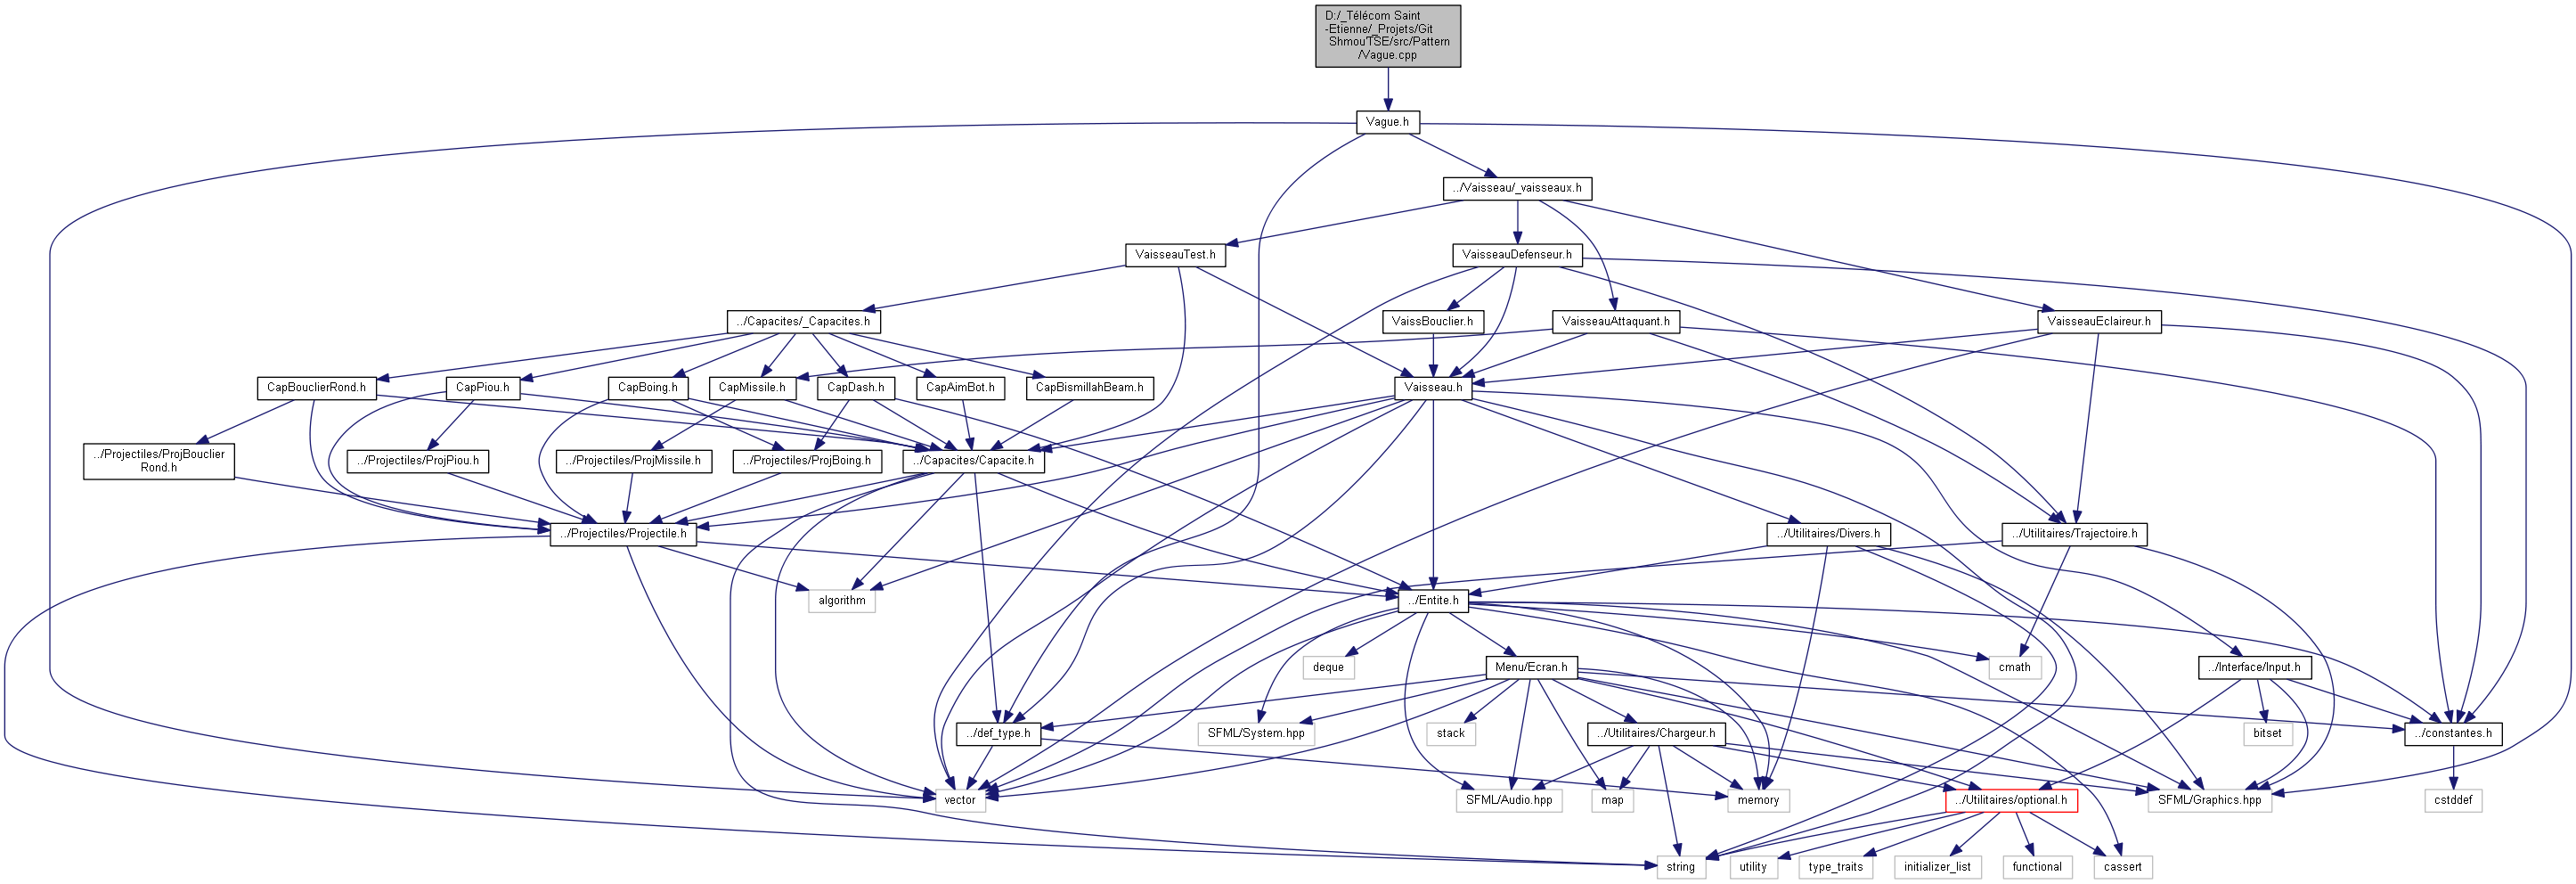 D:/_Télécom Saint
-Etienne/_Projets/Git
Shmou'TSE/src/Pattern
/Vague.cpp
Vague.h
../Vaisseau/_vaisseaux.h
VaisseauTest.h
VaisseauDefenseur.h
../Capacites/_Capacites.h
VaissBouclier.h
VaisseauAttaquant.h
VaisseauEclaireur.h
CapBouclierRond.h
CapPiou.h
CapBoing.h
CapMissile.h
CapDash.h
CapAimBot.h
CapBismillahBeam.h
Vaisseau.h
../Projectiles/ProjBouclier
Rond.h
../Projectiles/ProjPiou.h
../Projectiles/ProjMissile.h
../Projectiles/ProjBoing.h
../Capacites/Capacite.h
../Projectiles/Projectile.h
../Utilitaires/Divers.h
../Utilitaires/Trajectoire.h
algorithm
../Entite.h
deque
Menu/Ecran.h
cmath
../Interface/Input.h
../def_type.h
SFML/System.hpp
stack
../Utilitaires/Chargeur.h
bitset
../constantes.h
vector
SFML/Audio.hpp
map
memory
../Utilitaires/optional.h
SFML/Graphics.hpp
cstddef
string
utility
type_traits
initializer_list
functional
cassert